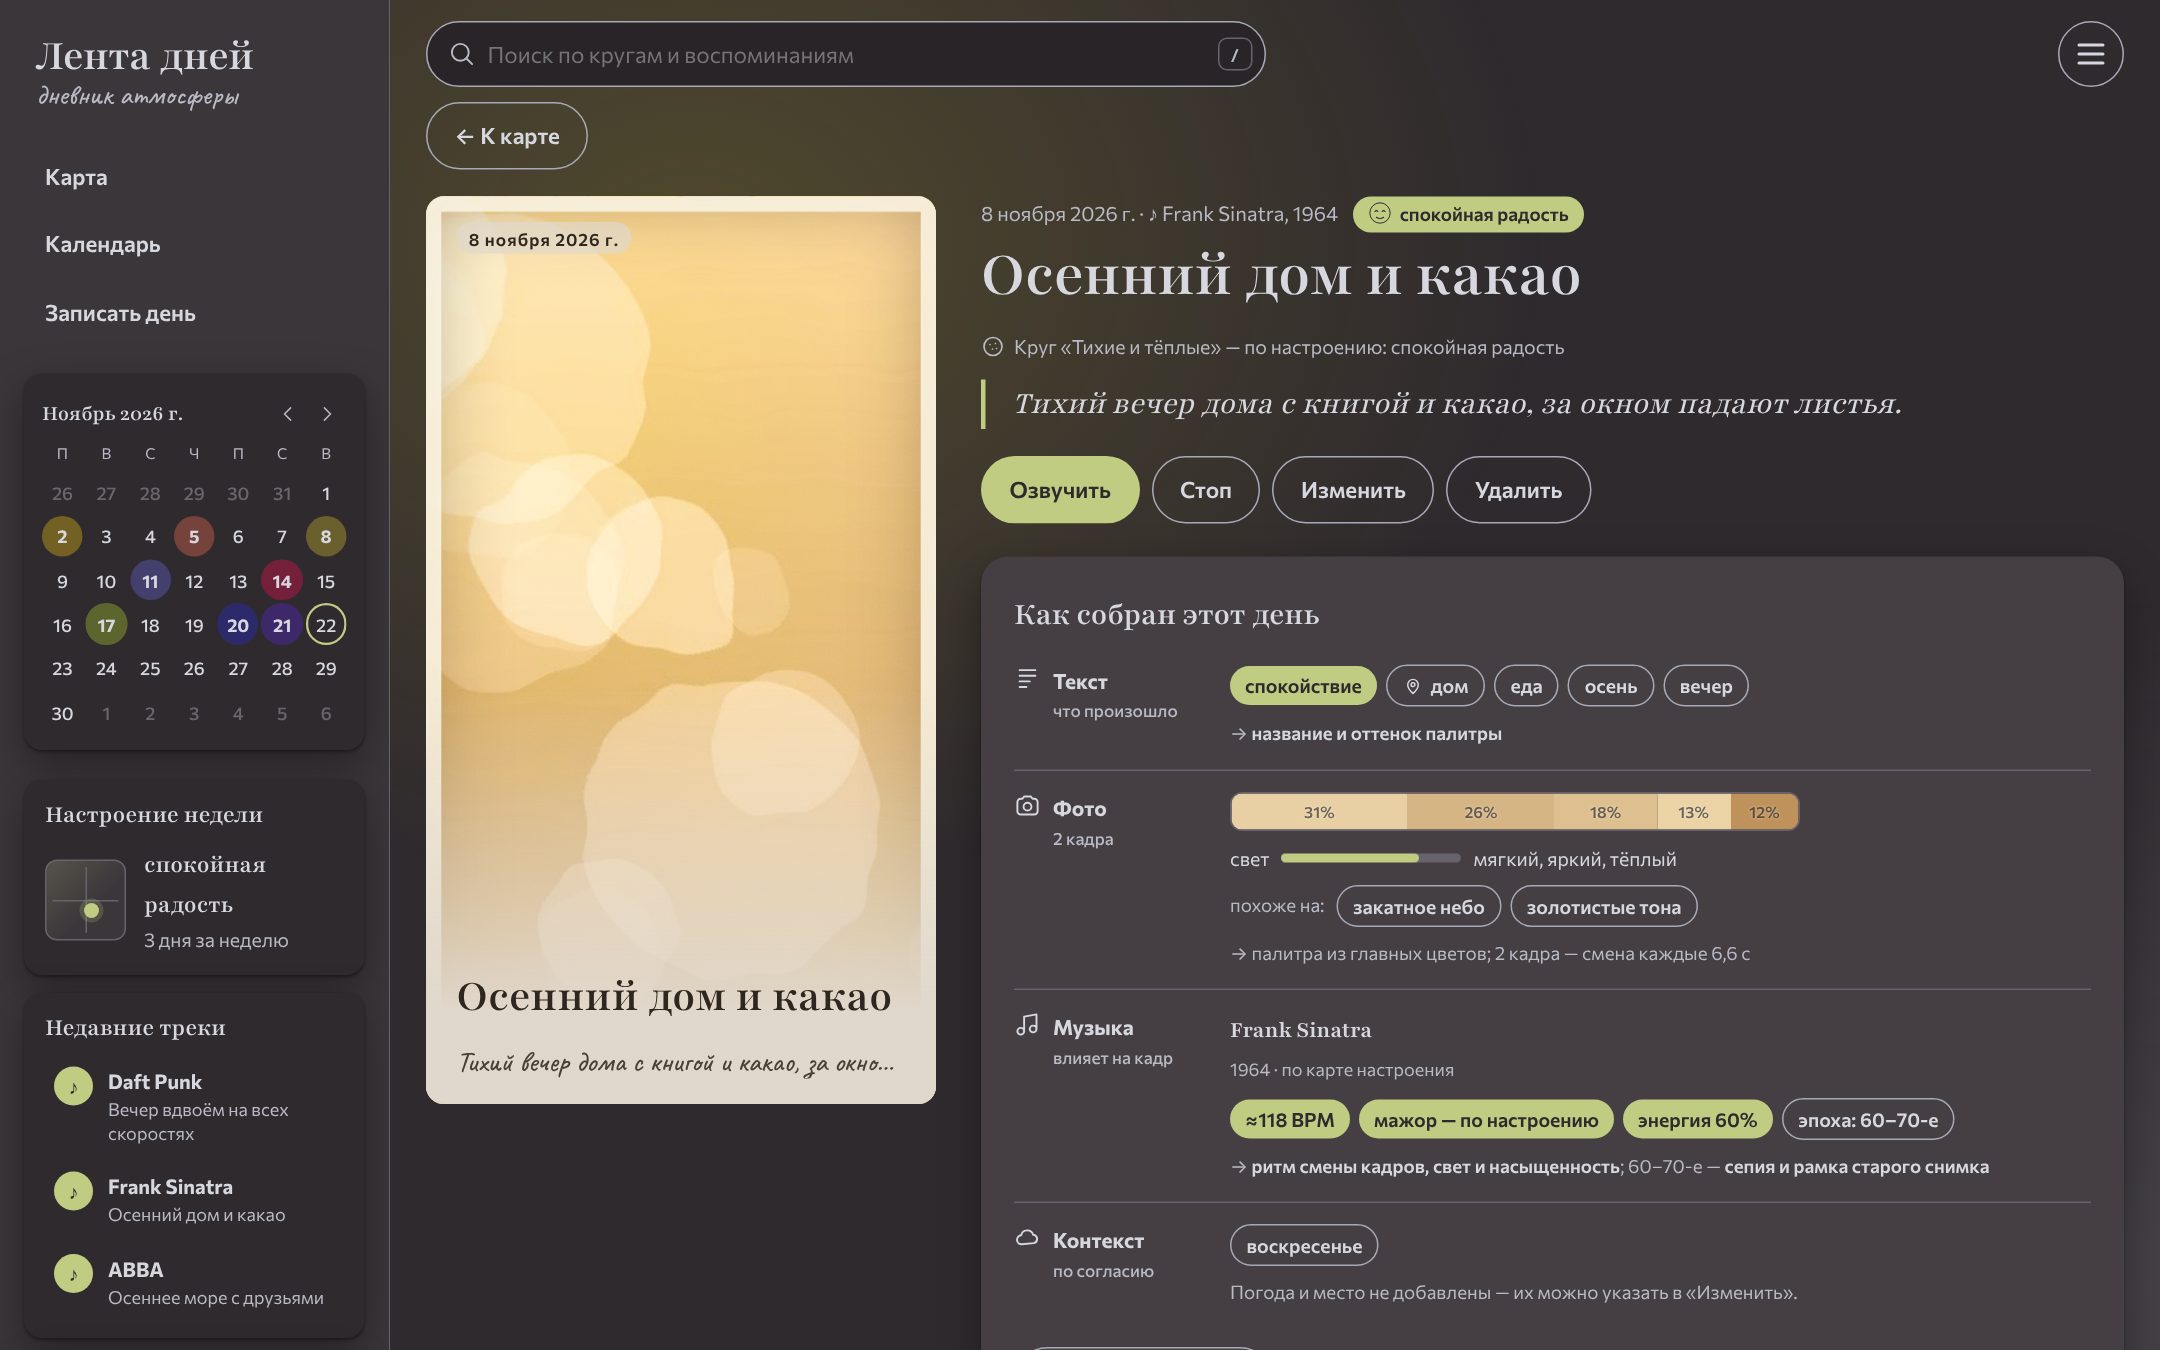 Лента дней
дневник атмосферы
Карта
Календарь
Записать день
Ноябрь 2026 г.
П В С Ч П С В
26 27 28 29 30 31 1
2 3 4 5 6 7 8
9 10 11 12 13 14 15
16 17 18 19 20 21 22
23 24 25 26 27 28 29
30 1 2 3 4 5 6
Настроение недели
спокойная
радость
3 дня за неделю
Недавние треки
♪ Daft Punk
Вечер вдвоём на всех
скоростях
♪ Frank Sinatra
Осенний дом и какао
♪ ABBA
Осеннее море с друзьями
Поиск по кругам и воспоминаниям /
← К карте
8 ноября 2026 г.
Осенний дом и какао
Тихий вечер дома с книгой и какао, за окно...
8 ноября 2026 г. · ♪ Frank Sinatra, 1964 спокойная радость
Осенний дом и какао
Круг «Тихие и тёплые» — по настроению: спокойная радость
Тихий вечер дома с книгой и какао, за окном падают листья.
Озвучить Стоп Изменить Удалить
Как собран этот день
Текст
что произошло
спокойствие дом еда осень вечер
→ название и оттенок палитры
Фото
2 кадра
31% 26% 18% 13% 12%
свет мягкий, яркий, тёплый
похоже на: закатное небо золотистые тона
→ палитра из главных цветов; 2 кадра — смена каждые 6,6 с
Музыка
влияет на кадр
Frank Sinatra
1964 · по карте настроения
≈118 BPM мажор — по настроению энергия 60% эпоха: 60–70-е
→ ритм смены кадров, свет и насыщенность; 60–70-е — сепия и рамка старого снимка
Контекст
по согласию
воскресенье
Погода и место не добавлены — их можно указать в «Изменить».